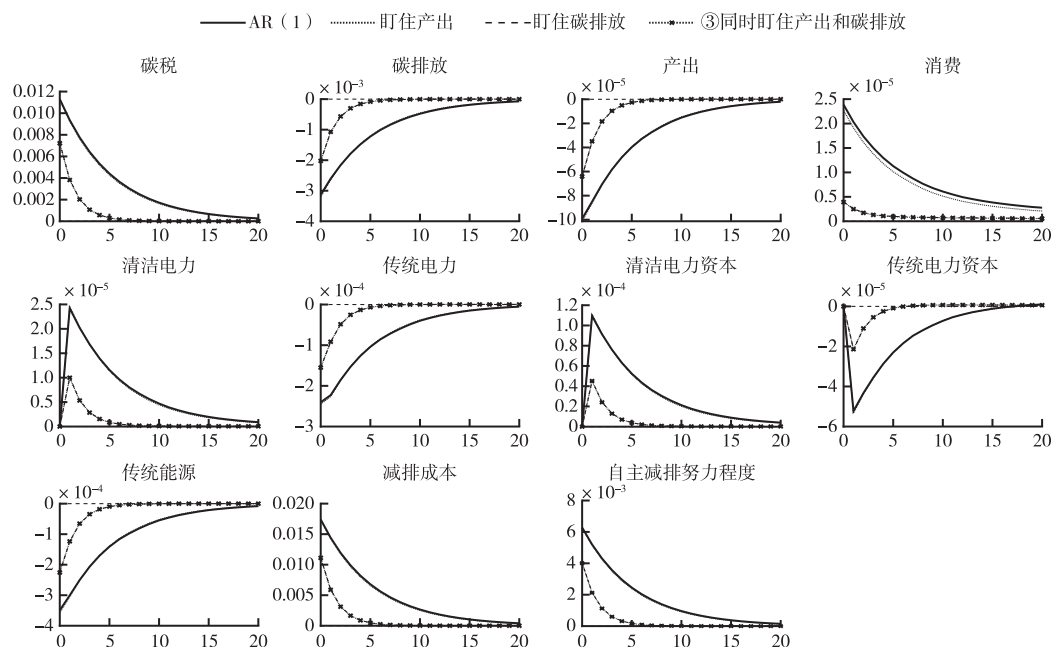 AR（1） 盯住产出 盯住碳排放 ③同时盯住产出和碳排放
碳税 碳排放 产出 消费
0.012 0.010 0.008 0.006 0.004 0.002 0
0 5 10 15 20
× 10⁻³
0 −1 −2 −3 −4
0 5 10 15 20
× 10⁻⁵
0 −2 −4 −6 −8 −10
0 5 10 15 20
× 10⁻⁵
2.5 2.0 1.5 1.0 0.5 0
0 5 10 15 20
清洁电力 传统电力 清洁电力资本 传统电力资本
× 10⁻⁵
2.5 2.0 1.5 1.0 0.5 0
0 5 10 15 20
× 10⁻⁴
0 −1 −2 −3
0 5 10 15 20
× 10⁻⁴
1.2 1.0 0.8 0.6 0.4 0.2 0
0 5 10 15 20
× 10⁻⁵
0 −2 −4 −6
0 5 10 15 20
传统能源 减排成本 自主减排努力程度
× 10⁻⁴
0 −1 −2 −3 −4
0 5 10 15 20
0.020 0.015 0.010 0.005 0
0 5 10 15 20
× 10⁻³
8 6 4 2 0
0 5 10 15 20